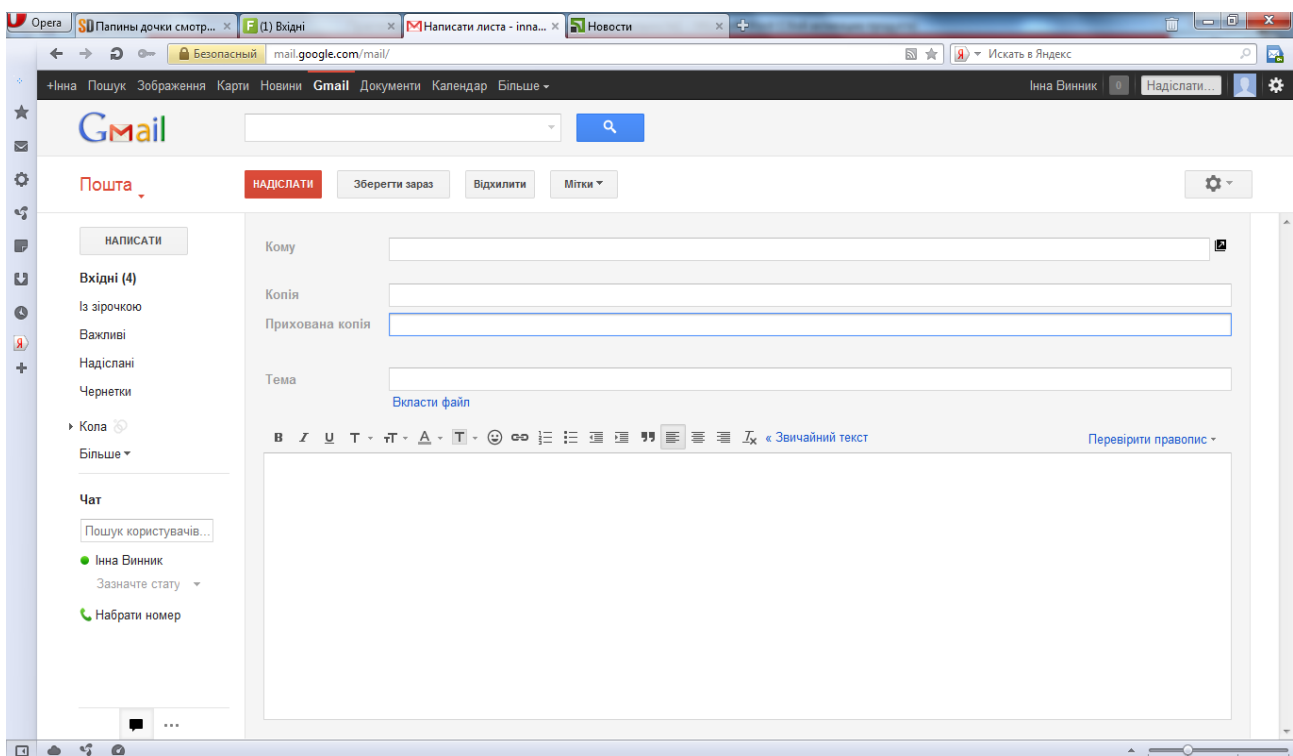 Opera
Папины дочки смотр...
(1) Вхідні
Написати листа - inna...
Новости
Безопасный
mail.google.com/mail/
Искать в Яндекс
+Інна Пошук Зображення Карти Новини Gmail Документи Календар Більше
Інна Винник 0 Надіслати...
Gmail
Пошта
НАДІСЛАТИ
Зберегти зараз
Відхилити
Мітки
НАПИСАТИ
Кому
Вхідні (4)
Копія
Із зірочкою
Прихована копія
Важливі
Надіслані
Тема
Чернетки
Вкласти файл
Кола
« Звичайний текст
Перевірити правопис
Більше
Чат
Пошук користувачів...
Інна Винник
Зазначте стату
Набрати номер